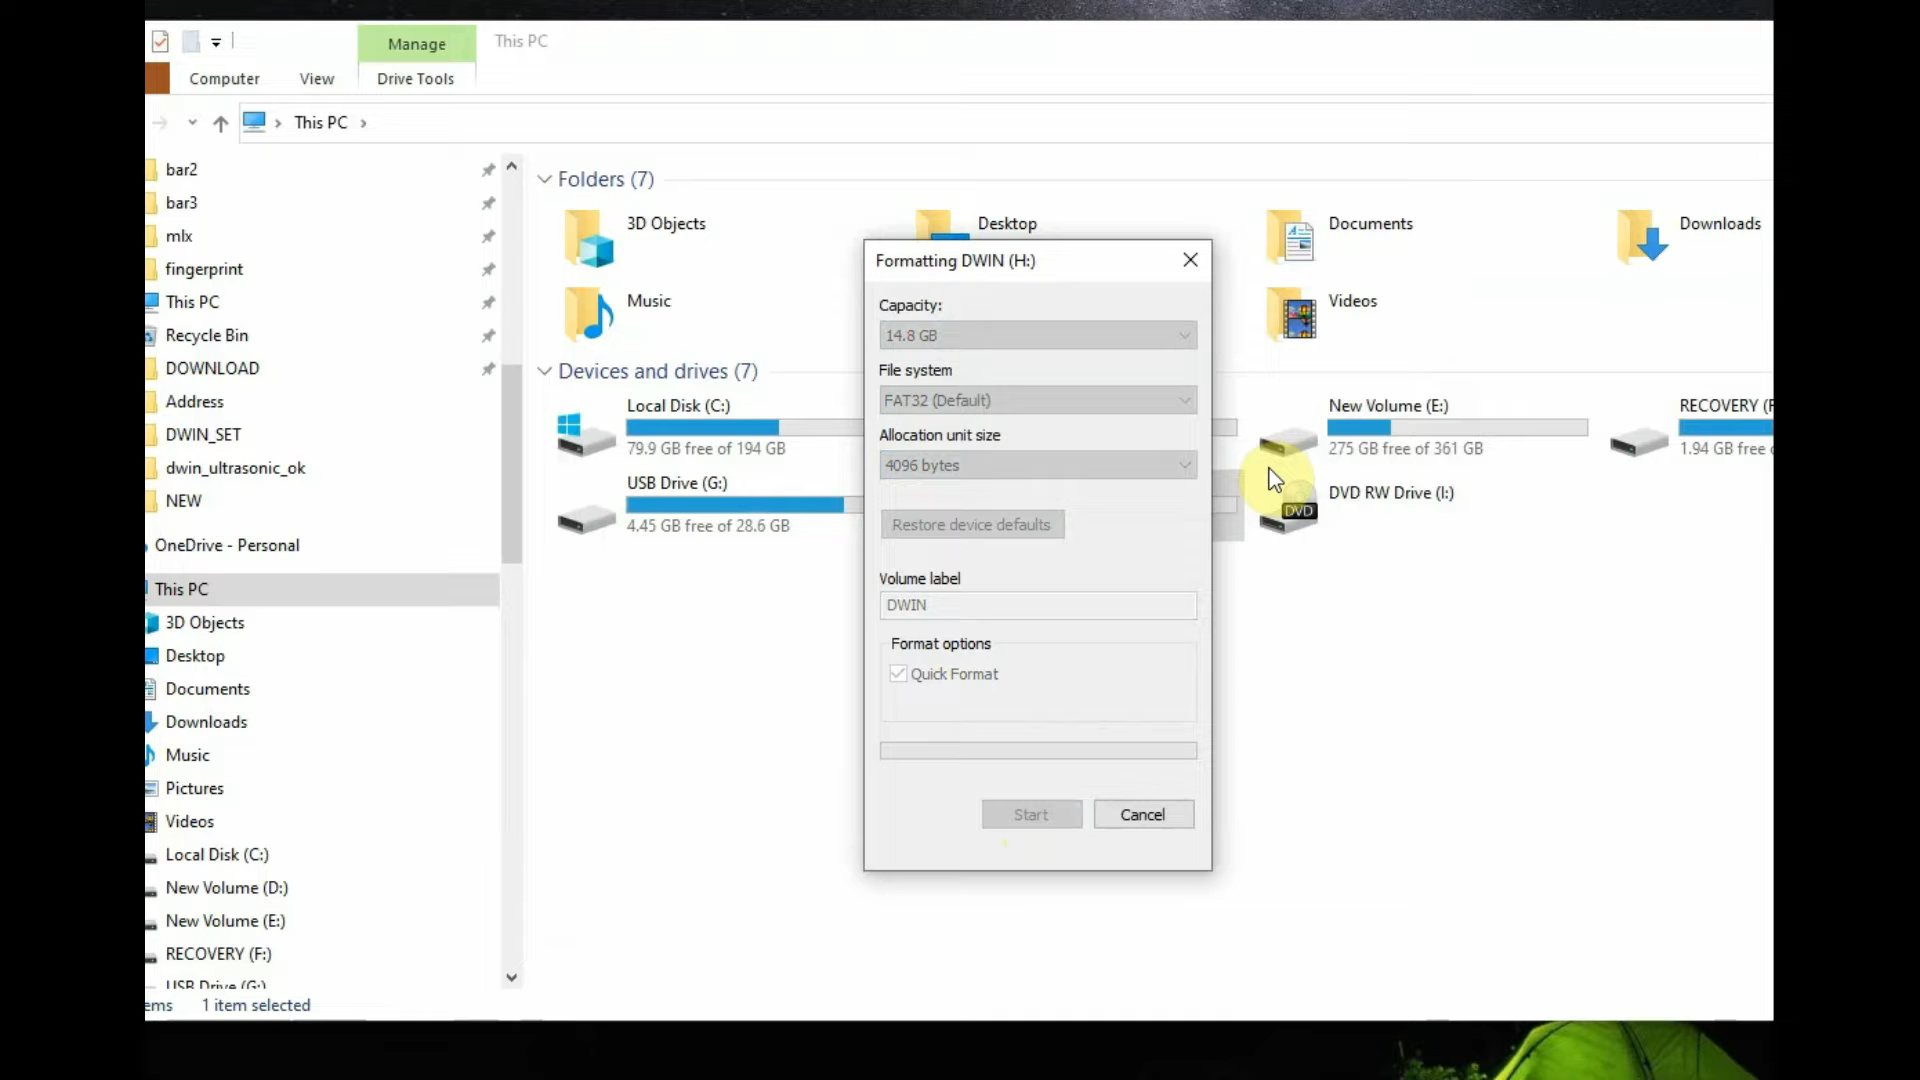 Manage
This PC
Computer
View
Drive Tools
This PC
bar2
bar3
mlx
fingerprint
This PC
Recycle Bin
DOWNLOAD
Address
DWIN_SET
dwin_ultrasonic_ok
NEW
OneDrive - Personal
This PC
3D Objects
Desktop
Documents
Downloads
Music
Pictures
Videos
Local Disk (C:)
New Volume (D:)
New Volume (E:)
RECOVERY (F:)
USB Drive (G:)
1 item selected
Folders (7)
3D Objects
Desktop
Documents
Downloads
Music
Videos
Devices and drives (7)
Local Disk (C:)
79.9 GB free of 194 GB
New Volume (E:)
275 GB free of 361 GB
RECOVERY (F
1.94 GB free
USB Drive (G:)
4.45 GB free of 28.6 GB
DVD RW Drive (I:)
DVD
Formatting DWIN (H:)
Capacity:
14.8 GB
File system
FAT32 (Default)
Allocation unit size
4096 bytes
Restore device defaults
Volume label
DWIN
Format options
Quick Format
Start
Cancel